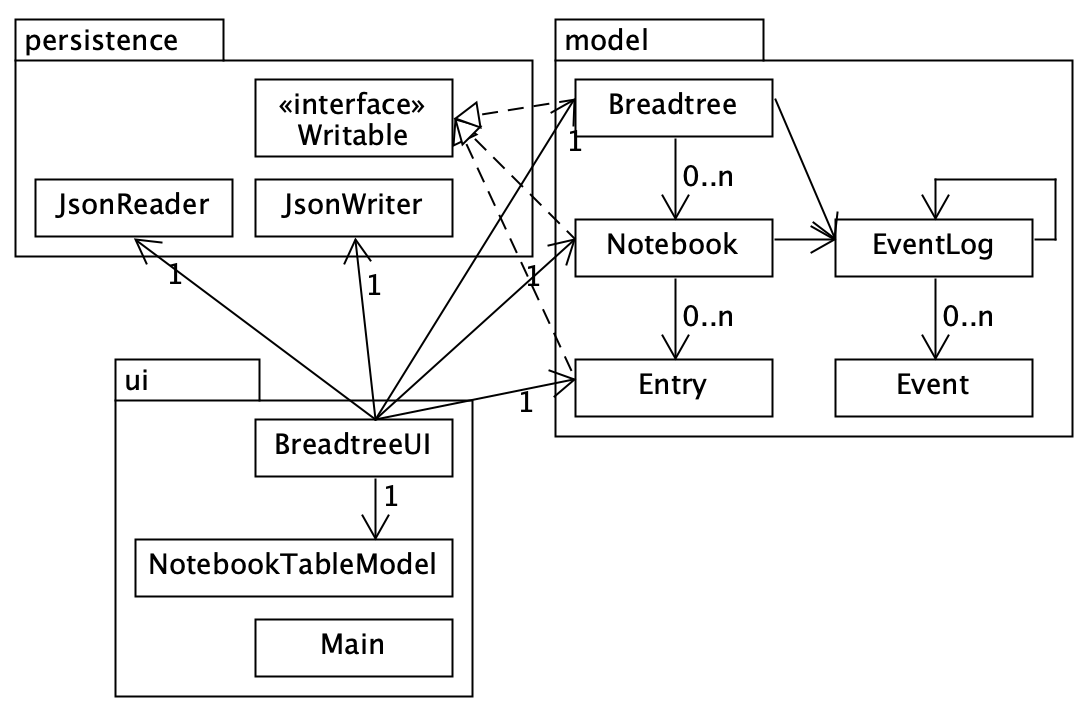 persistence
«interface»
Writable
JsonReader
JsonWriter
1
1
model
Breadtree
1
0..n
Notebook
1
EventLog
0..n
0..n
Entry
1
Event
ui
BreadtreeUI
1
NotebookTableModel
Main